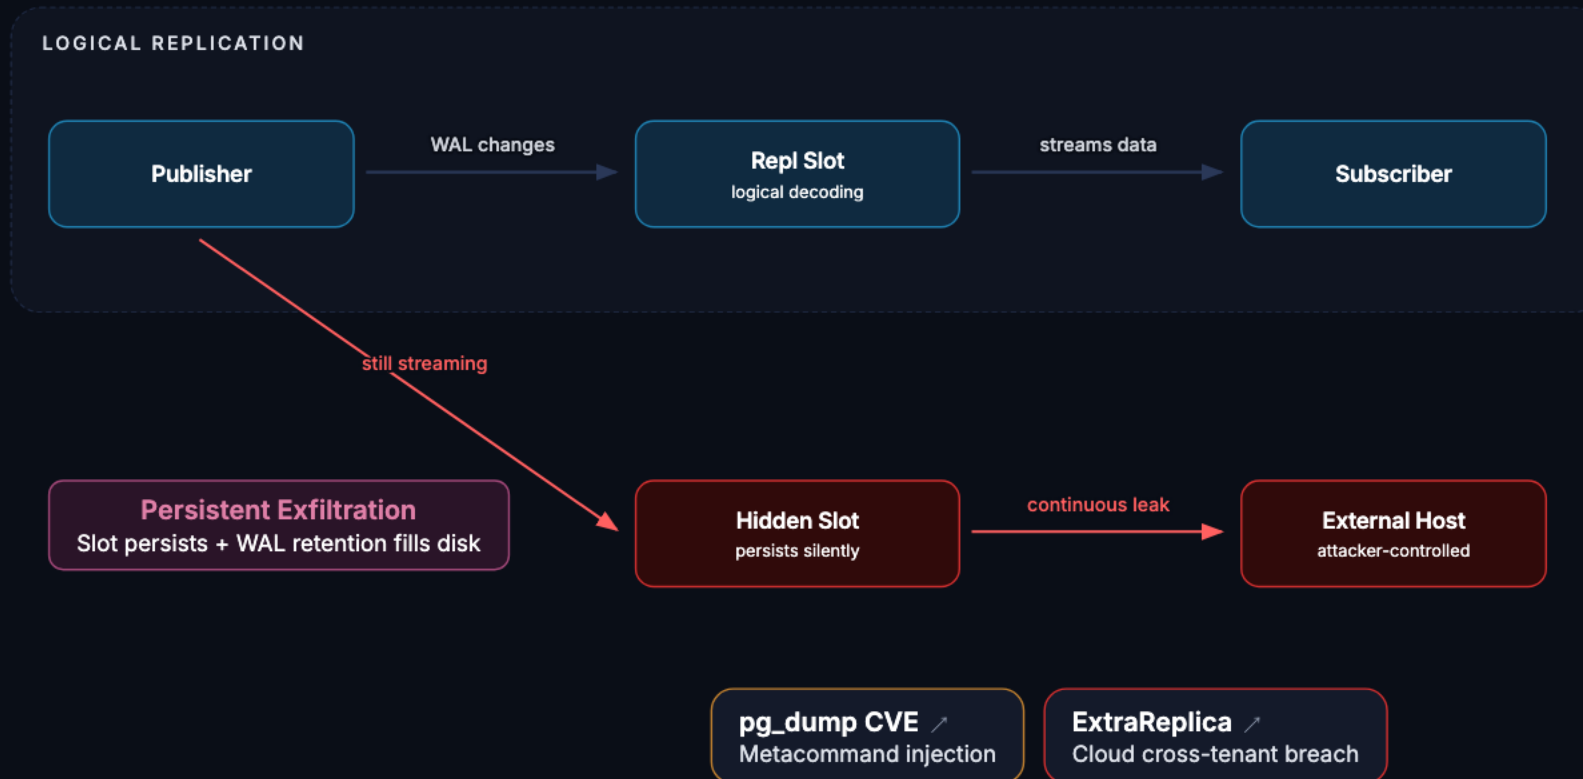 LOGICAL REPLICATION
WAL changes
streams data
Publisher
Repl Slot
logical decoding
Subscriber
still streaming
Persistent Exfiltration
Slot persists + WAL retention fills disk
Hidden Slot
persists silently
continuous leak
External Host
attacker-controlled
pg_dump CVE ↗
Metacommand injection
ExtraReplica ↗
Cloud cross-tenant breach